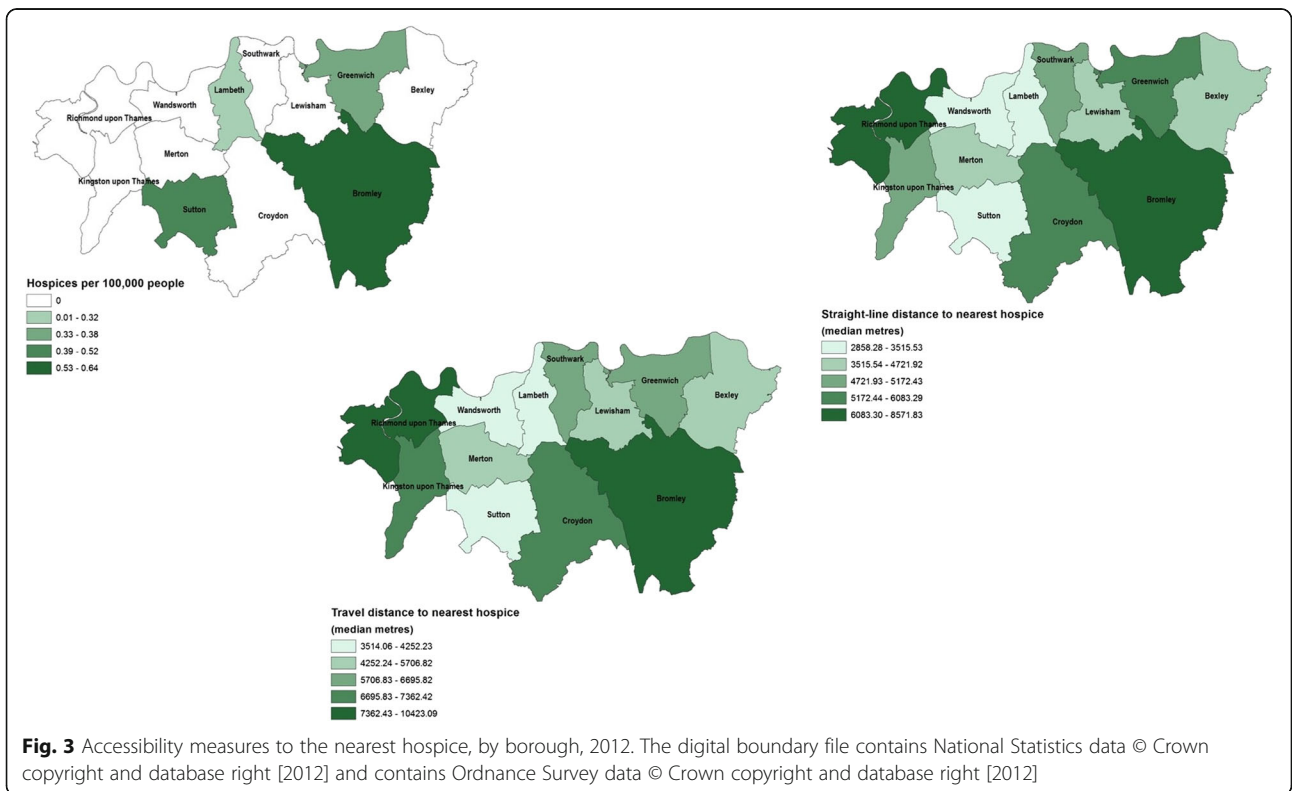 Southwark
Greenwich
Lambeth
Bexley
Wandsworth
Lewisham
Richmond upon Thames
Merton
Kingston upon Thames
Sutton
Croydon
Bromley
Hospices per 100,000 people
0
0.01 - 0.32
0.33 - 0.38
0.39 - 0.52
0.53 - 0.64
Southwark
Greenwich
Lambeth
Bexley
Wandsworth
Lewisham
Richmond upon Thames
Merton
Kingston upon Thames
Sutton
Croydon
Bromley
Straight-line distance to nearest hospice
(median metres)
2858.28 - 3515.53
3515.54 - 4721.92
4721.93 - 5172.43
5172.44 - 6083.29
6083.30 - 8571.83
Southwark
Greenwich
Lambeth
Bexley
Wandsworth
Lewisham
Richmond upon Thames
Merton
Kingston upon Thames
Sutton
Croydon
Bromley
Travel distance to nearest hospice
(median metres)
3514.06 - 4252.23
4252.24 - 5706.82
5706.83 - 6695.82
6695.83 - 7362.42
7362.43 - 10423.09
Fig. 3 Accessibility measures to the nearest hospice, by borough, 2012. The digital boundary file contains National Statistics data © Crown
copyright and database right [2012] and contains Ordnance Survey data © Crown copyright and database right [2012]